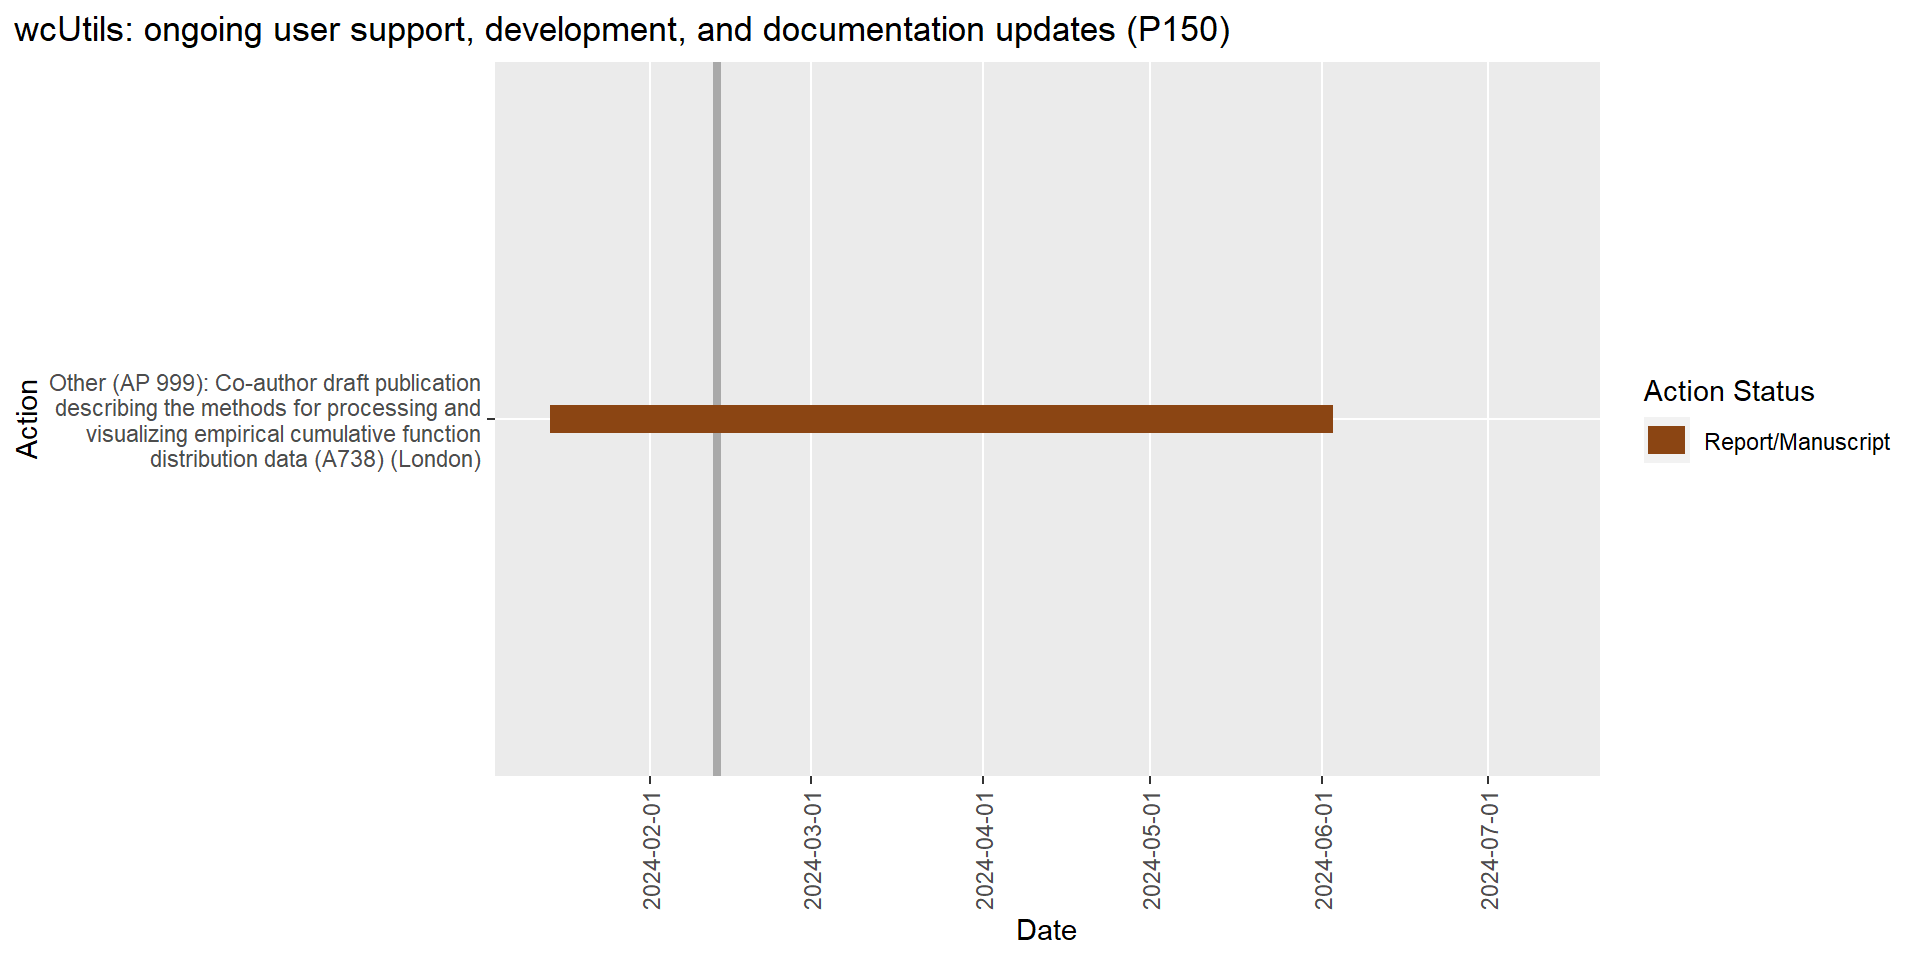 wcUtils: ongoing user support, development, and documentation updates (P150)
Action
Other (AP 999): Co-author draft publication
describing the methods for processing and
visualizing empirical cumulative function
distribution data (A738) (London)
Action Status
Report/Manuscript
2024-02-01
2024-03-01
2024-04-01
2024-05-01
2024-06-01
2024-07-01
Date